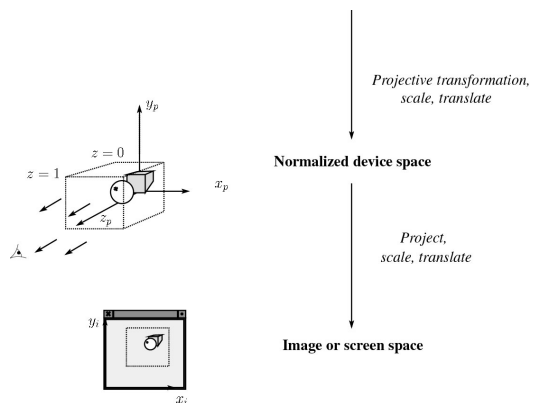 Projective transformation,
scale, translate
y_p
z=0
z=1
Normalized device space
x_p
z_p
Project,
scale, translate
y_i
Image or screen space
x_i